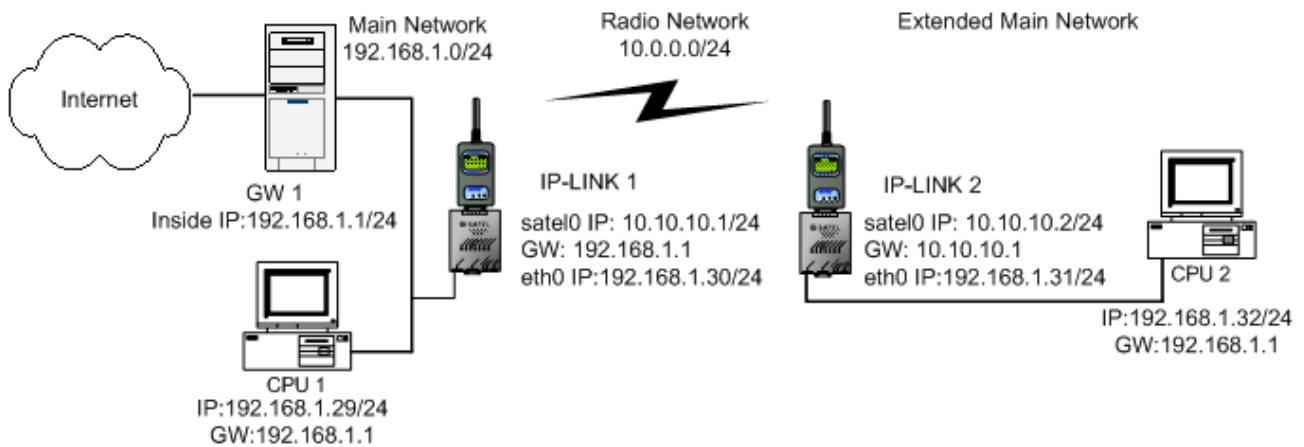 Main Network
192.168.1.0/24
Radio Network
10.0.0.0/24
Extended Main Network
Internet
GW 1
Inside IP:192.168.1.1/24
IP-LINK 1
satel0 IP: 10.10.10.1/24
GW: 192.168.1.1
eth0 IP:192.168.1.30/24
IP-LINK 2
satel0 IP: 10.10.10.2/24
GW: 10.10.10.1
eth0 IP:192.168.1.31/24
CPU 2
IP:192.168.1.32/24
GW:192.168.1.1
CPU 1
IP:192.168.1.29/24
GW:192.168.1.1
SATEL
SATEL